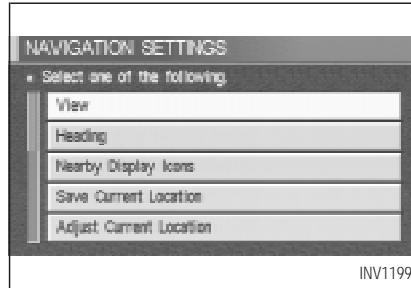 NAVIGATION SETTINGS
Select one of the following.
View
Heading
Nearby Display Icons
Save Current Location
Adjust Current Location
INV1199